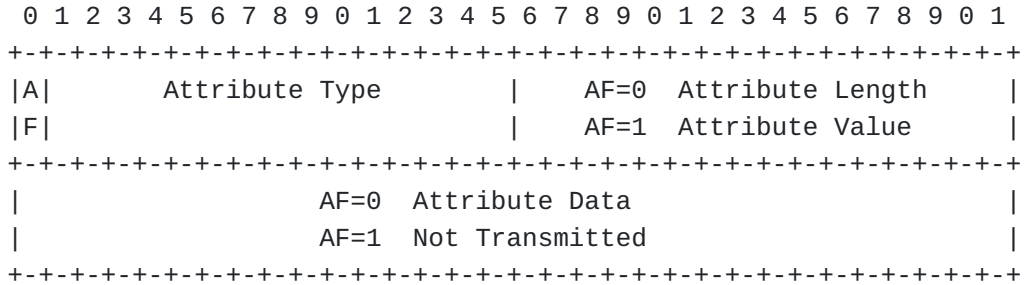 0 1 2 3 4 5 6 7 8 9 0 1 2 3 4 5 6 7 8 9 0 1 2 3 4 5 6 7 8 9 0 1
+-+-+-+-+-+-+-+-+-+-+-+-+-+-+-+-+-+-+-+-+-+-+-+-+-+-+-+-+-+-+-+-+
|A|       Attribute Type        |    AF=0  Attribute Length     |
|F|                             |    AF=1  Attribute Value      |
+-+-+-+-+-+-+-+-+-+-+-+-+-+-+-+-+-+-+-+-+-+-+-+-+-+-+-+-+-+-+-+-+
|                   AF=0  Attribute Data                        |
|                   AF=1  Not Transmitted                       |
+-+-+-+-+-+-+-+-+-+-+-+-+-+-+-+-+-+-+-+-+-+-+-+-+-+-+-+-+-+-+-+-+